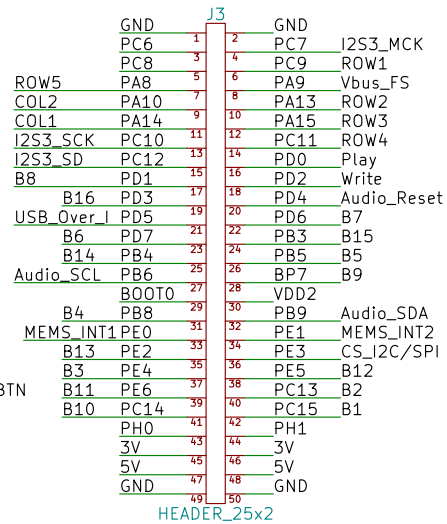 J3
GND 1 2 GND
PC6 3 4 PC7 I2S3_MCK
PC8 5 6 PC9 ROW1
ROW5 PA8 7 8 PA9 Vbus_FS
COL2 PA10 9 10 PA13 ROW2
COL1 PA14 11 12 PA15 ROW3
I2S3_SCK PC10 13 14 PC11 ROW4
I2S3_SD PC12 15 16 PD0 Play
B8 PD1 17 18 PD2 Write
B16 PD3 19 20 PD4 Audio_Reset
USB_Over_I PD5 21 22 PD6 B7
B6 PD7 23 24 PB3 B15
B14 PB4 25 26 PB5 B5
Audio_SCL PB6 27 28 BP7 B9
BOOT0 29 30 VDD2
B4 PB8 31 32 PB9 Audio_SDA
MEMS_INT1 PE0 33 34 PE1 MEMS_INT2
B13 PE2 35 36 PE3 CS_I2C/SPI
B3 PE4 37 38 PE5 B12
BTN B11 PE6 39 40 PC13 B2
B10 PC14 41 42 PC15 B1
PH0 43 44 PH1
3V 45 46 3V
5V 47 48 5V
GND 49 50 GND
HEADER_25x2